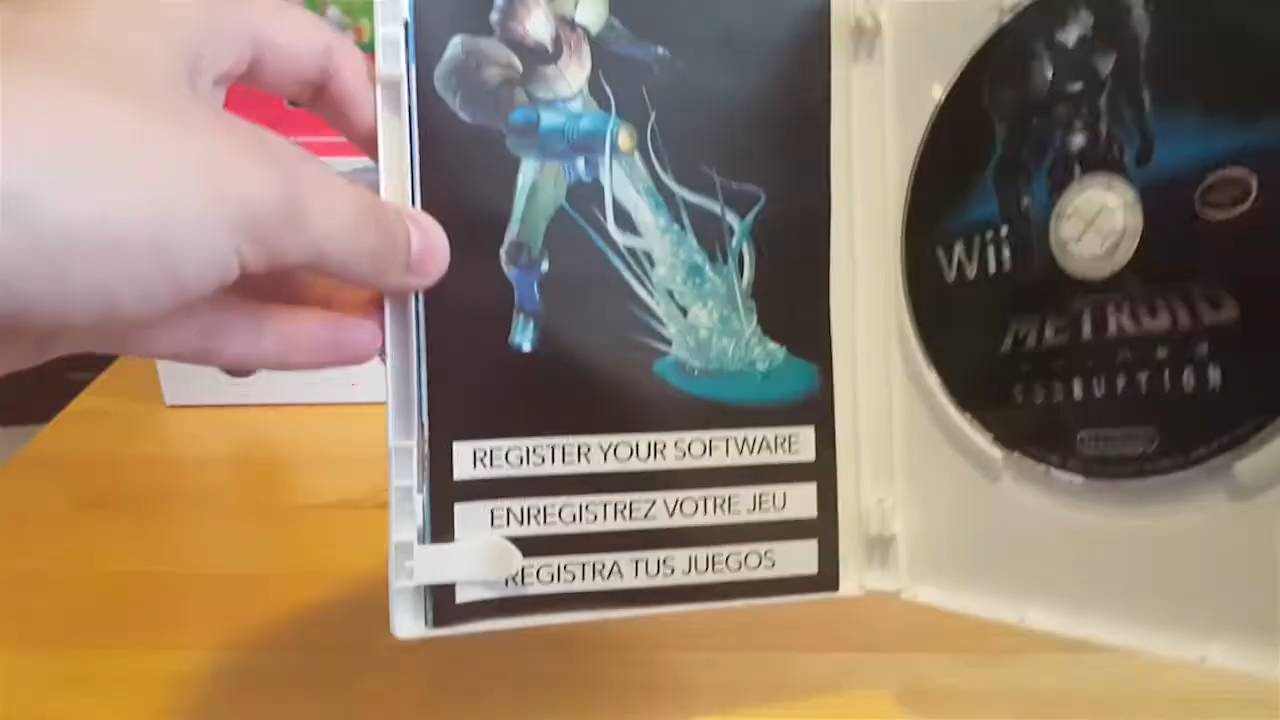 REGISTER YOUR SOFTWARE
ENREGISTREZ VOTRE JEU
REGISTRA TUS JUEGOS
Wii
METROID
CORRUPTION